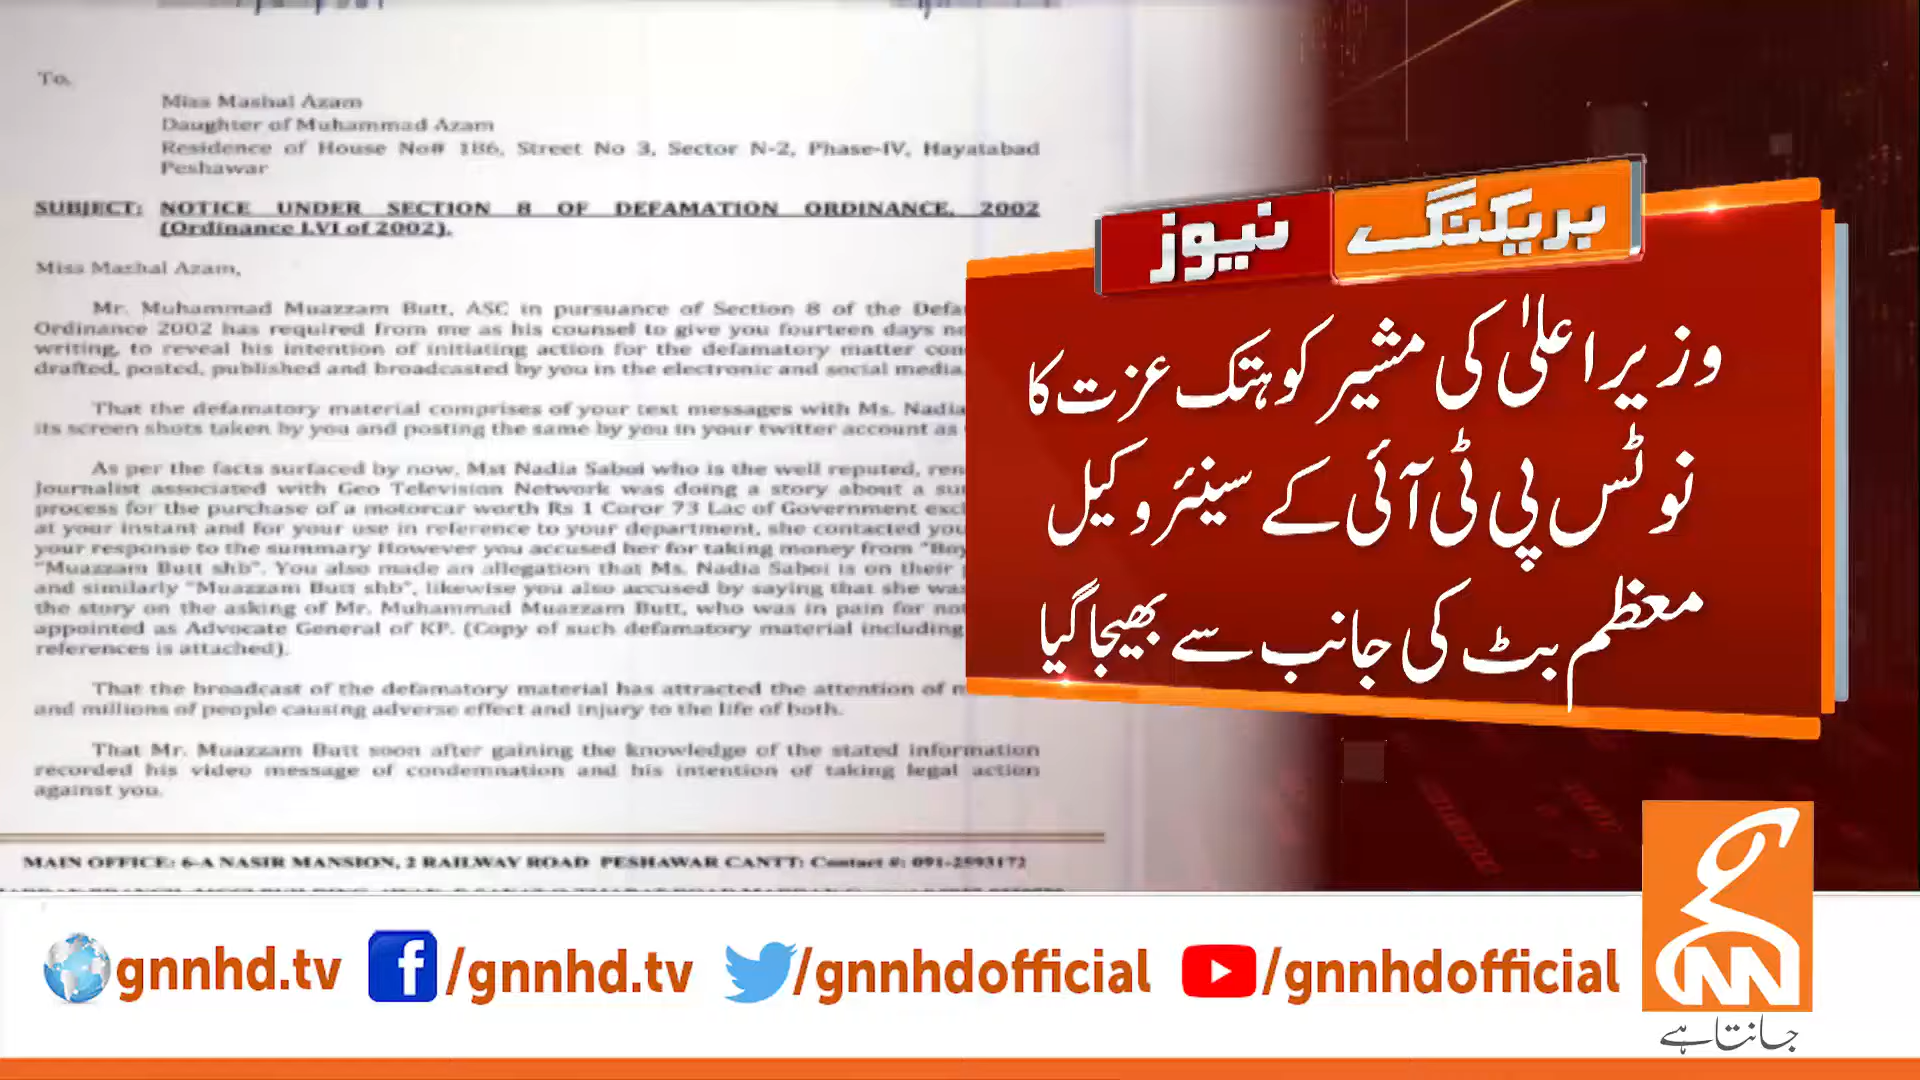 To,
Miss Mashal Azam
Daughter of Muhammad Azam
Residence of House No# 186, Street No 3, Sector N-2, Phase-IV, Hayatabad
Peshawar
SUBJECT: NOTICE UNDER SECTION 8 OF DEFAMATION ORDINANCE, 2002
(Ordinance LVI of 2002).
Miss Mashal Azam,
Mr. Muhammad Muazzam Butt, ASC in pursuance of Section 8 of the
Ordinance 2002 has required from me as his counsel to give you fourteen days
writing, to reveal his intention of initiating action for the defamatory matter
drafted, posted, published and broadcasted by you in the electronic and social media.
That the defamatory material comprises of your text messages with Ms. Nadia
its screen shots taken by you and posting the same by you in your twitter account as
As per the facts surfaced by now, Mst Nadia Saboi who is the well reputed,
Journalist associated with Geo Television Network was doing a story about a
process for the purchase of a motorcar worth Rs 1 Coror 73 Lac of Government
at your instant and for your use in reference to your department, she contacted
your response to the summary However you accused her for taking money from
"Muazzam Butt shb". You also made an allegation that Ms. Nadia Saboi is on their
and similarly "Muazzam Butt shb", likewise you also accused by saying that she
the story on the asking of Mr. Muhammad Muazzam Butt, who was in pain for
appointed as Advocate General of KP. (Copy of such defamatory material including
references is attached).
That the broadcast of the defamatory material has attracted the attention of
and millions of people causing adverse effect and injury to the life of both.
That Mr. Muazzam Butt soon after gaining the knowledge of the stated information
recorded his video message of condemnation and his intention of taking legal action
against you.
MAIN OFFICE: 6-A NASIR MANSION, 2 RAILWAY ROAD PESHAWAR CANTT: Contact #: 091-2593172
بریکنگ نیوز
وزیراعلیٰ کی مشیر کو ہتک عزت کا
نوٹس پی ٹی آئی کے سینئر وکیل
معظم بٹ کی جانب سے بھیجا گیا
gnnhd.tv /gnnhd.tv /gnnhdofficial /gnnhdofficial
GNN
جانتا ہے